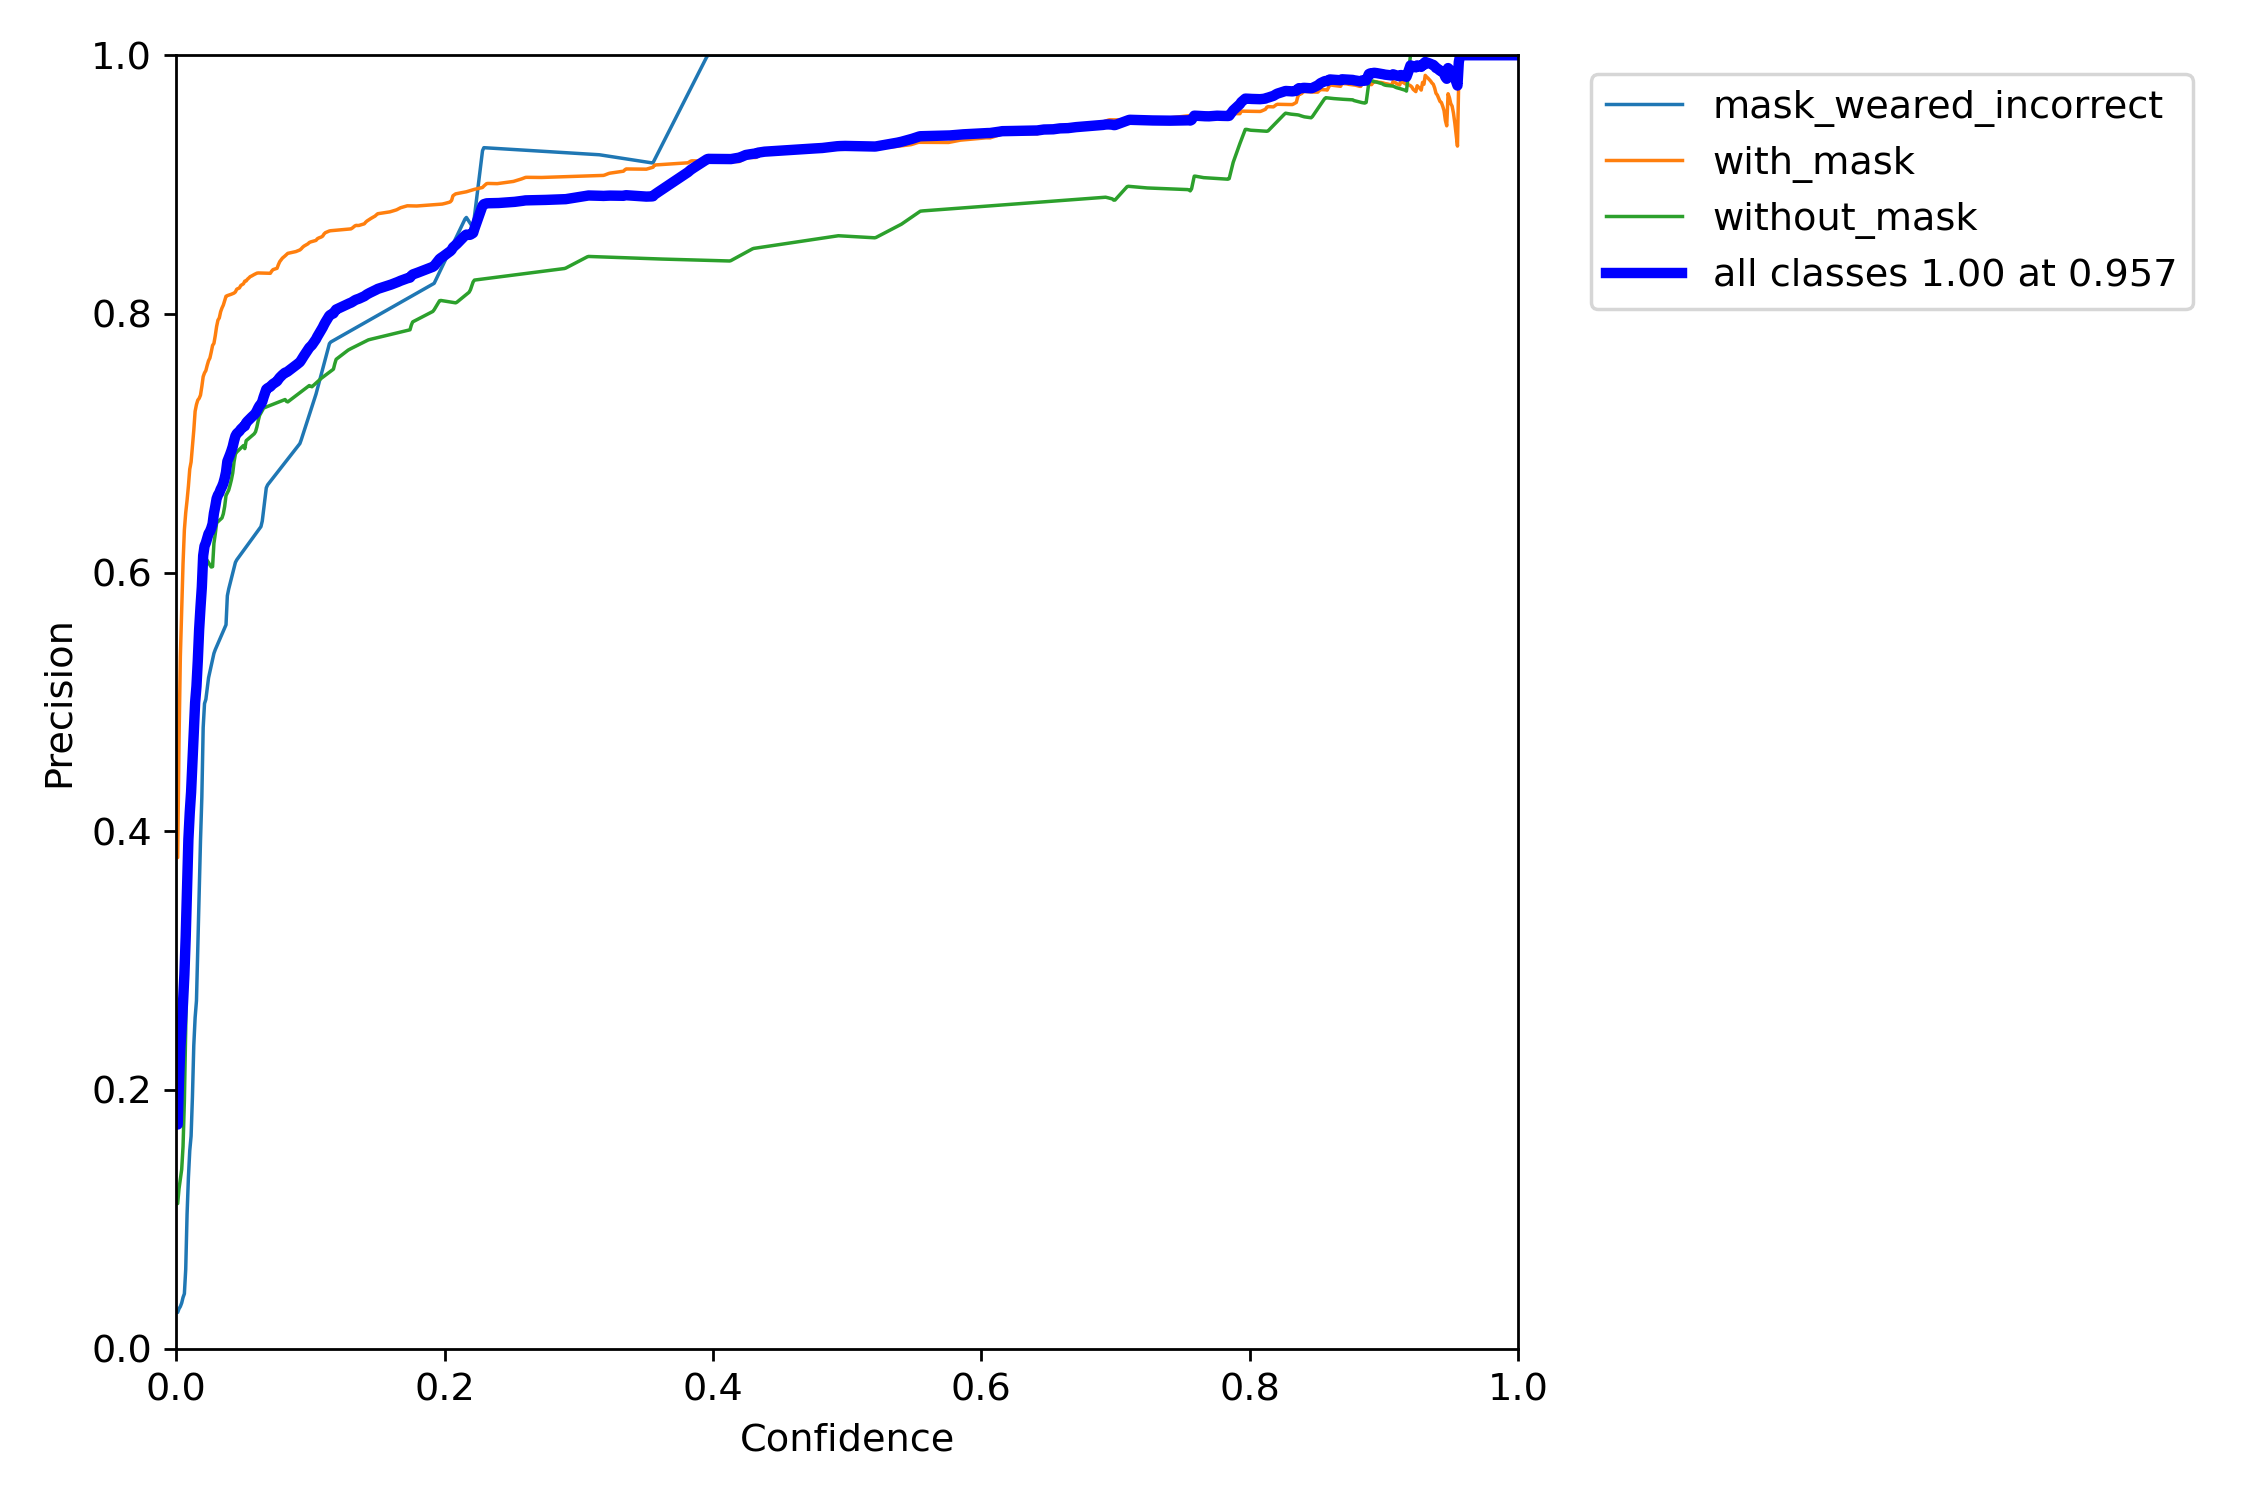 1.0
0.8
0.6
0.4
0.2
0.0
Precision
0.0 0.2 0.4 0.6 0.8 1.0
Confidence
mask_weared_incorrect
with_mask
without_mask
all classes 1.00 at 0.957